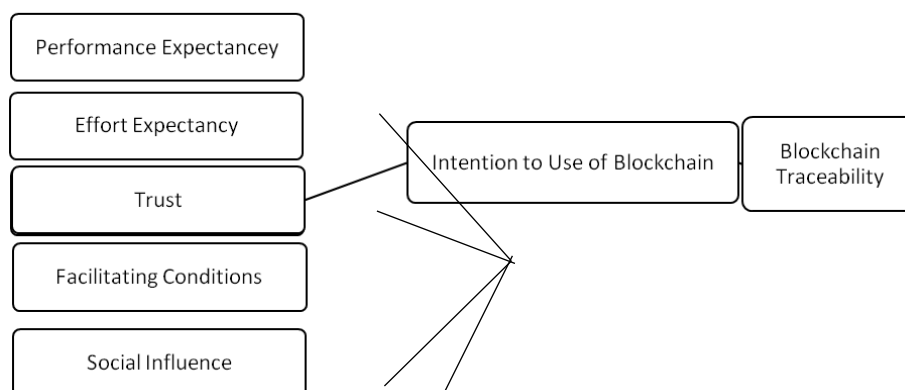 Performance Expectancey
Effort Expectancy
Trust
Facilitating Conditions
Social Influence
Intention to Use of Blockchain
Blockchain
Traceability